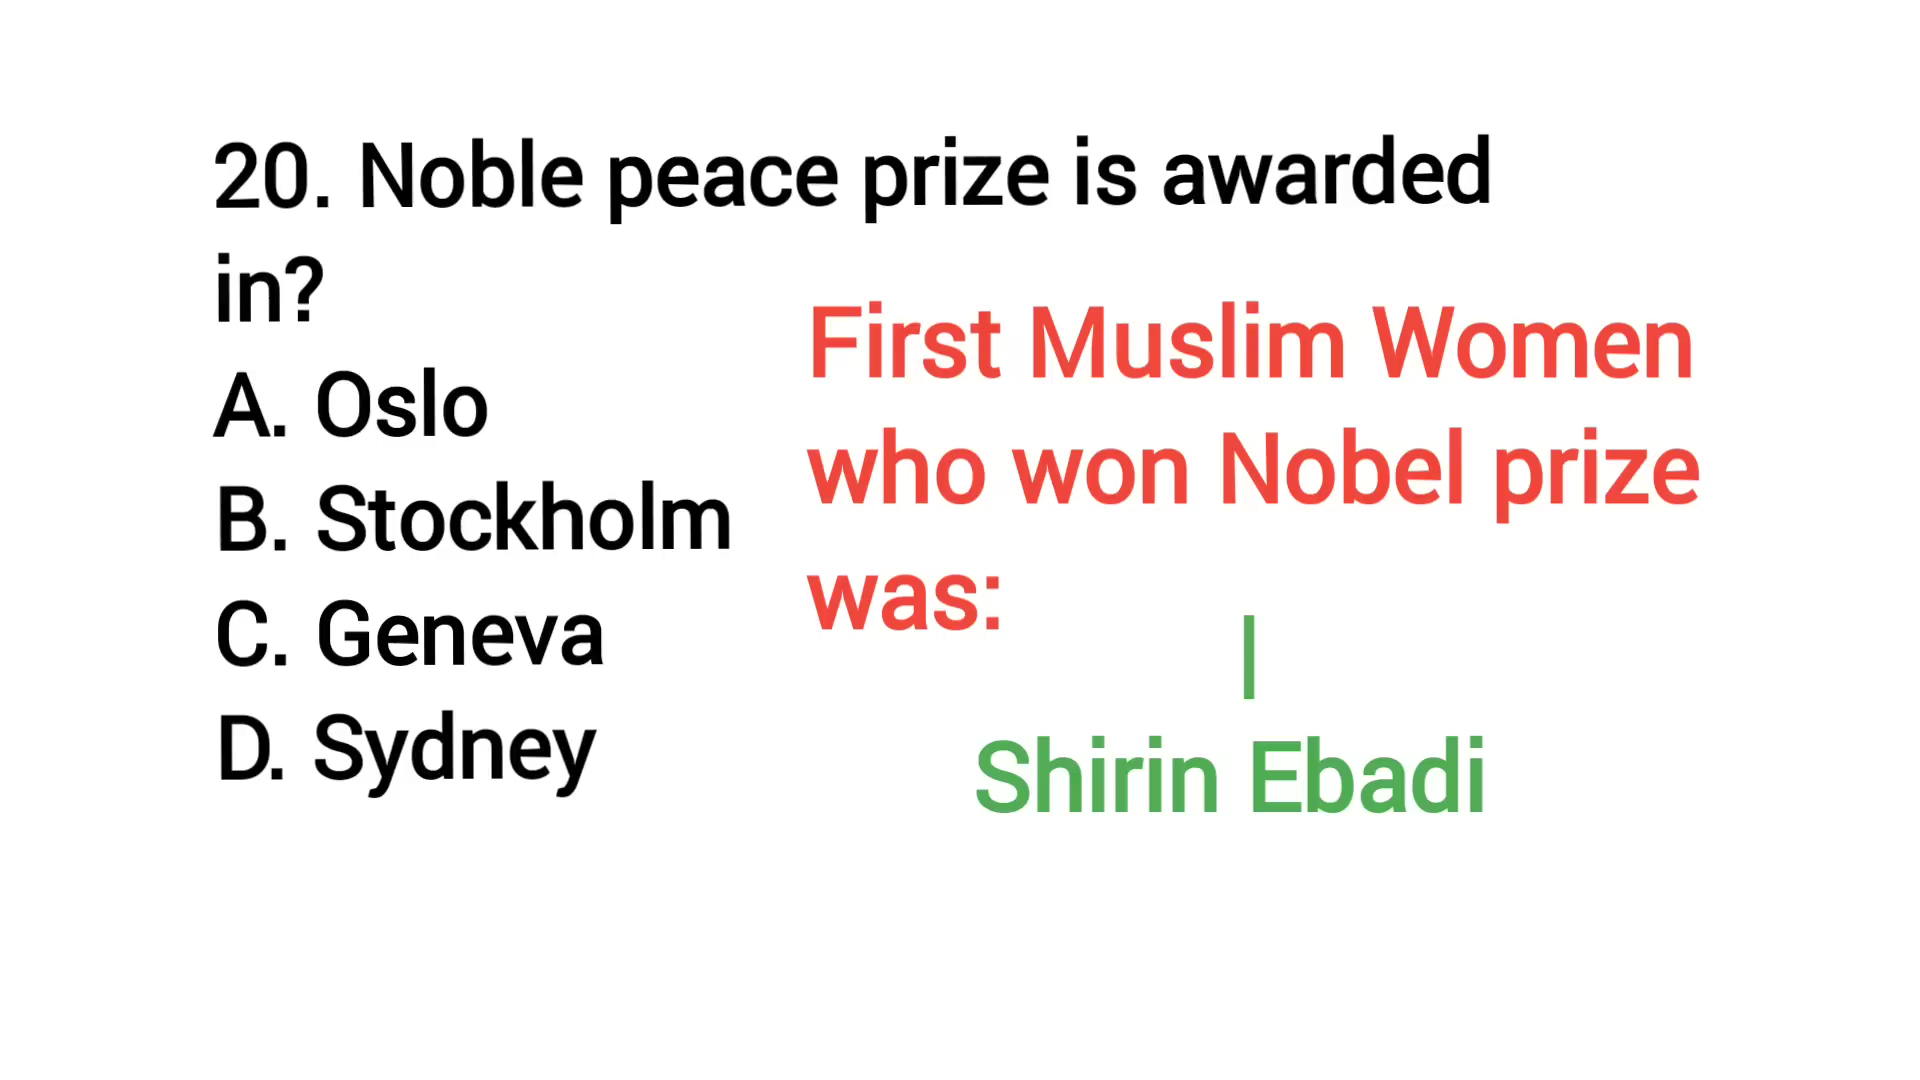 20. Noble peace prize is awarded
in?
A. Oslo
B. Stockholm
C. Geneva
D. Sydney
First Muslim Women
who won Nobel prize
was:
|
Shirin Ebadi